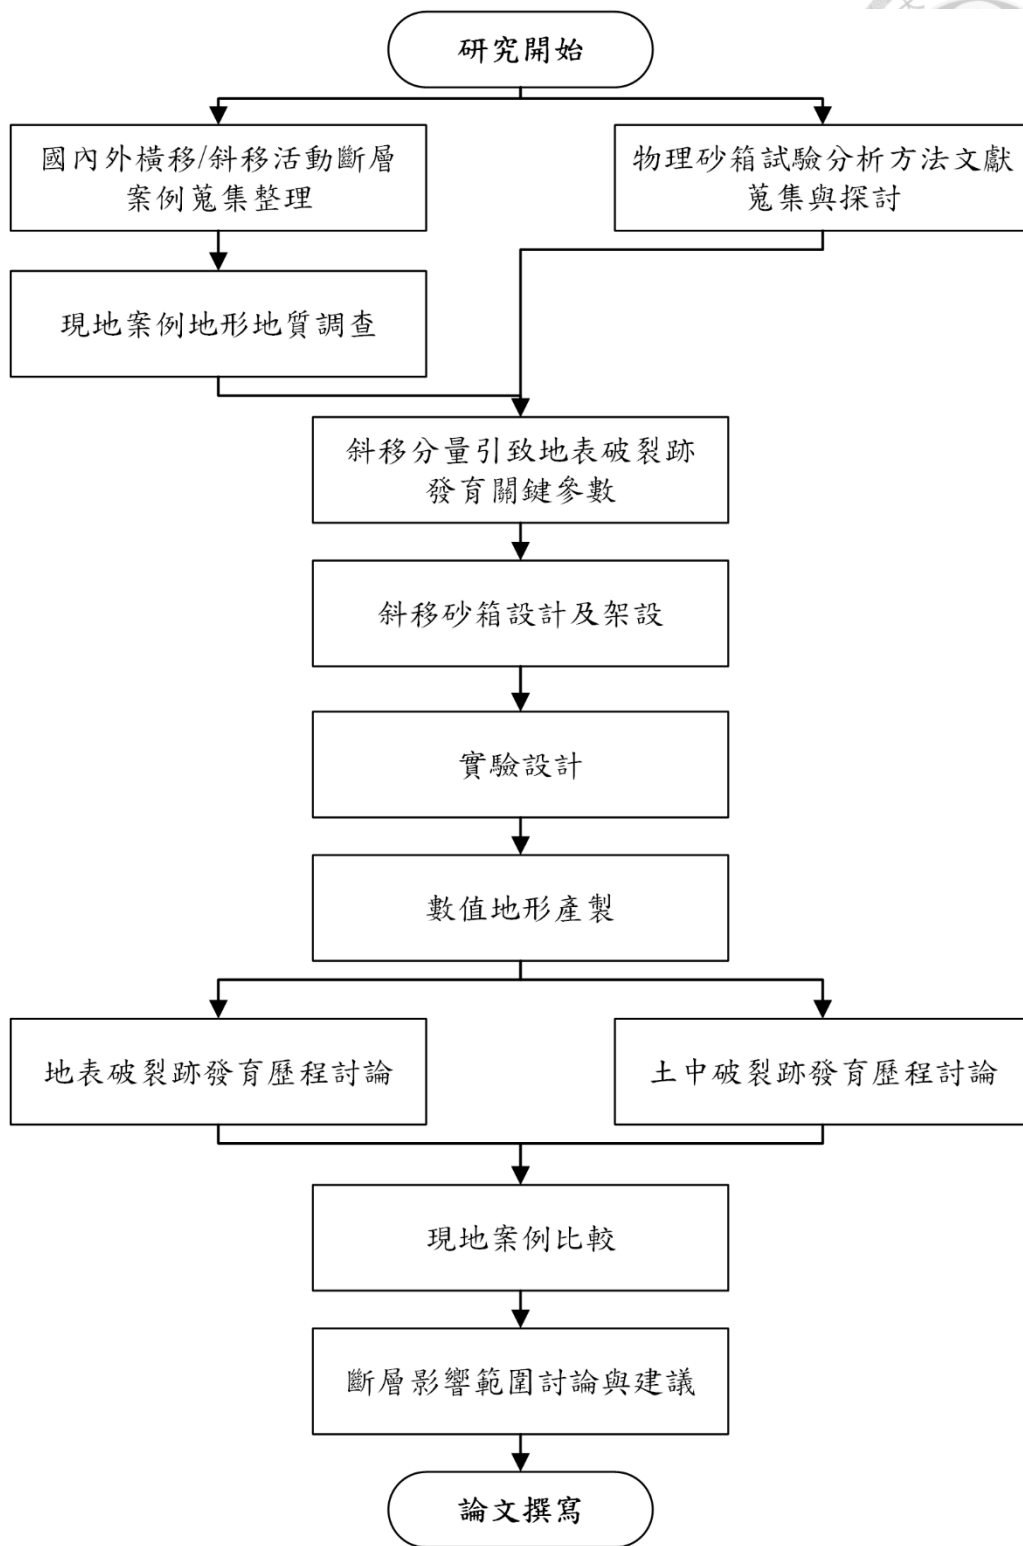 研究開始
國內外橫移/斜移活動斷層
案例蒐集整理
物理砂箱試驗分析方法文獻
蒐集與探討
現地案例地形地質調查
斜移分量引致地表破裂跡
發育關鍵參數
斜移砂箱設計及架設
實驗設計
數值地形產製
地表破裂跡發育歷程討論
土中破裂跡發育歷程討論
現地案例比較
斷層影響範圍討論與建議
論文撰寫